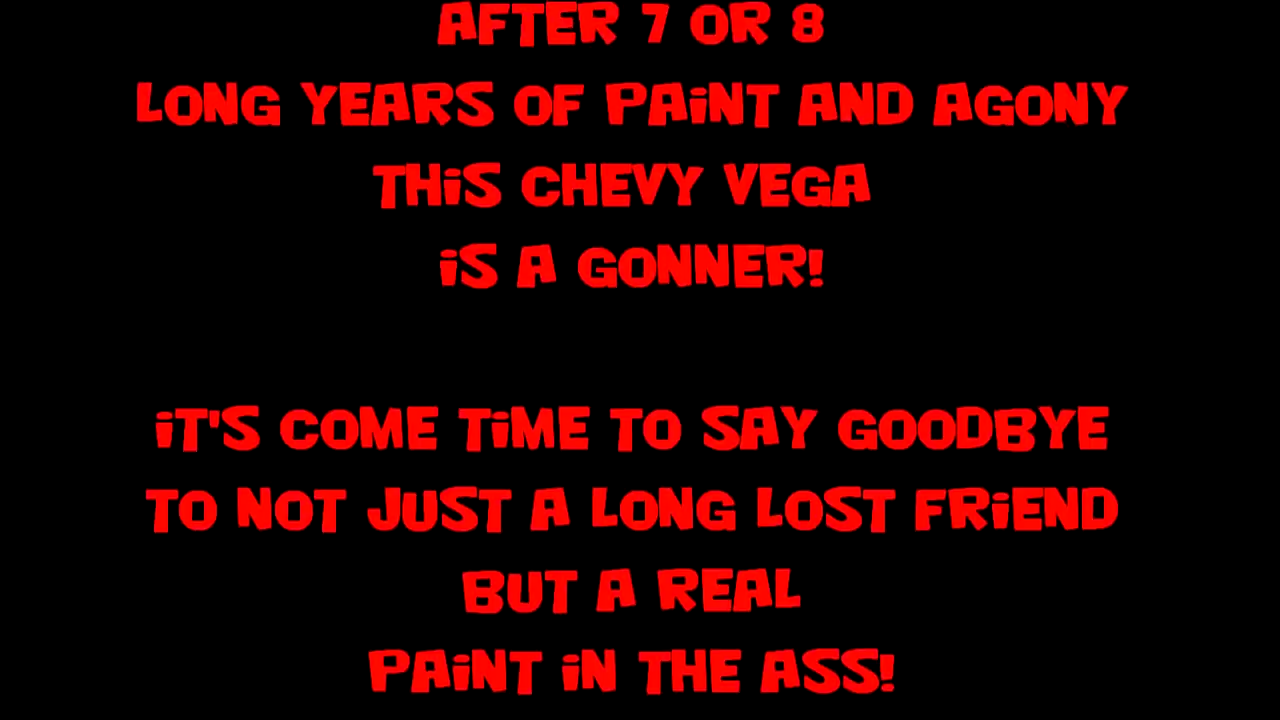 AFTER 7 OR 8
LONG YEARS OF PAiNT AND AGONY
THiS CHEVY VEGA
iS A GONNER!
iT'S COME TiME TO SAY GOODBYE
TO NOT JUST A LONG LOST FRiEND
BUT A REAL
PAiNT iN THE ASS!